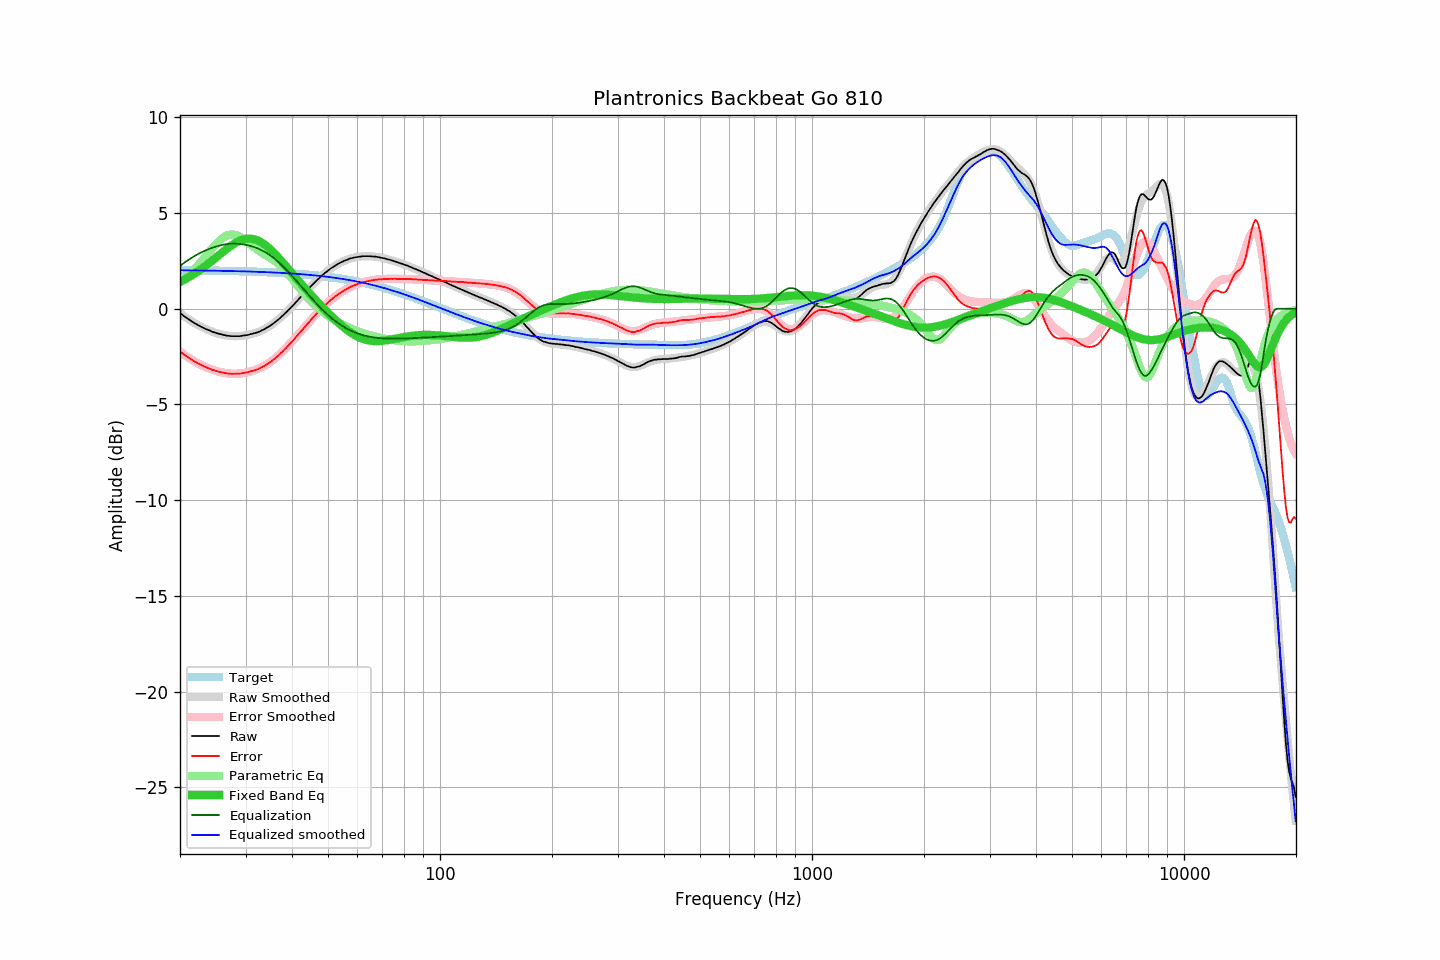 Plantronics Backbeat Go 810
10
5
0
−5
−10
−15
−20
−25
Amplitude (dBr)
Target
Raw Smoothed
Error Smoothed
Raw
Error
Parametric Eq
Fixed Band Eq
Equalization
Equalized smoothed
100
1000
10000
Frequency (Hz)